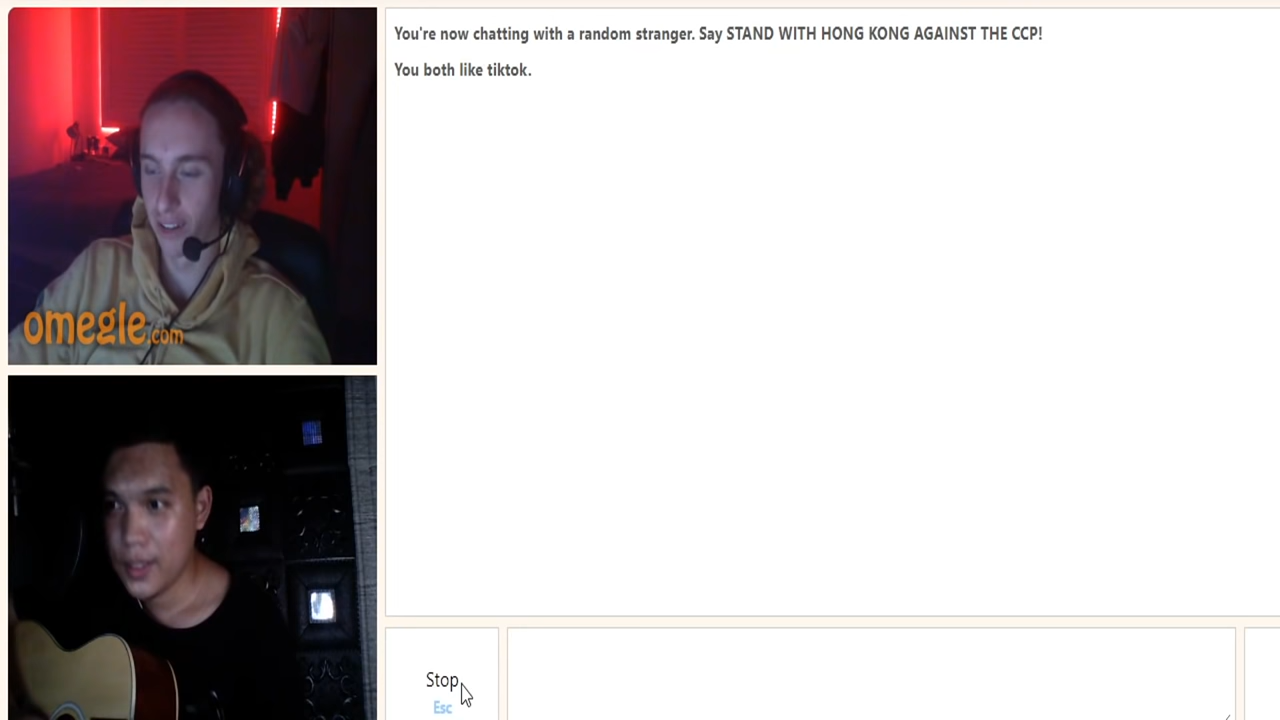 You're now chatting with a random stranger. Say STAND WITH HONG KONG AGAINST THE CCP!
You both like tiktok.
omegle.com
Stop
Esc